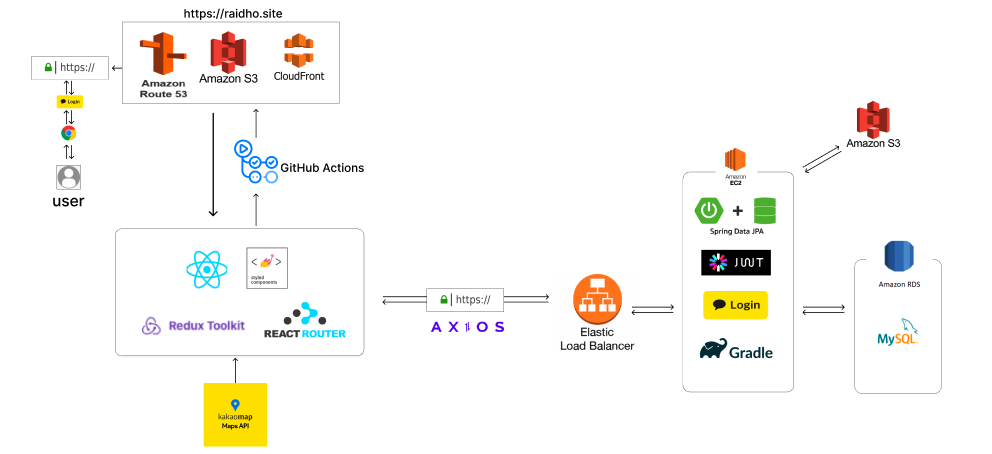 https://raidho.site
Amazon
Route 53
Amazon S3
CloudFront
https://
Login
user
GitHub Actions
< >
styled
components
Redux Toolkit
REACT ROUTER
kakaomap
Maps API
https://
AXIOS
Elastic
Load Balancer
Amazon
EC2
+
Spring Data JPA
JWT
Login
Gradle
Amazon S3
Amazon RDS
MySQL